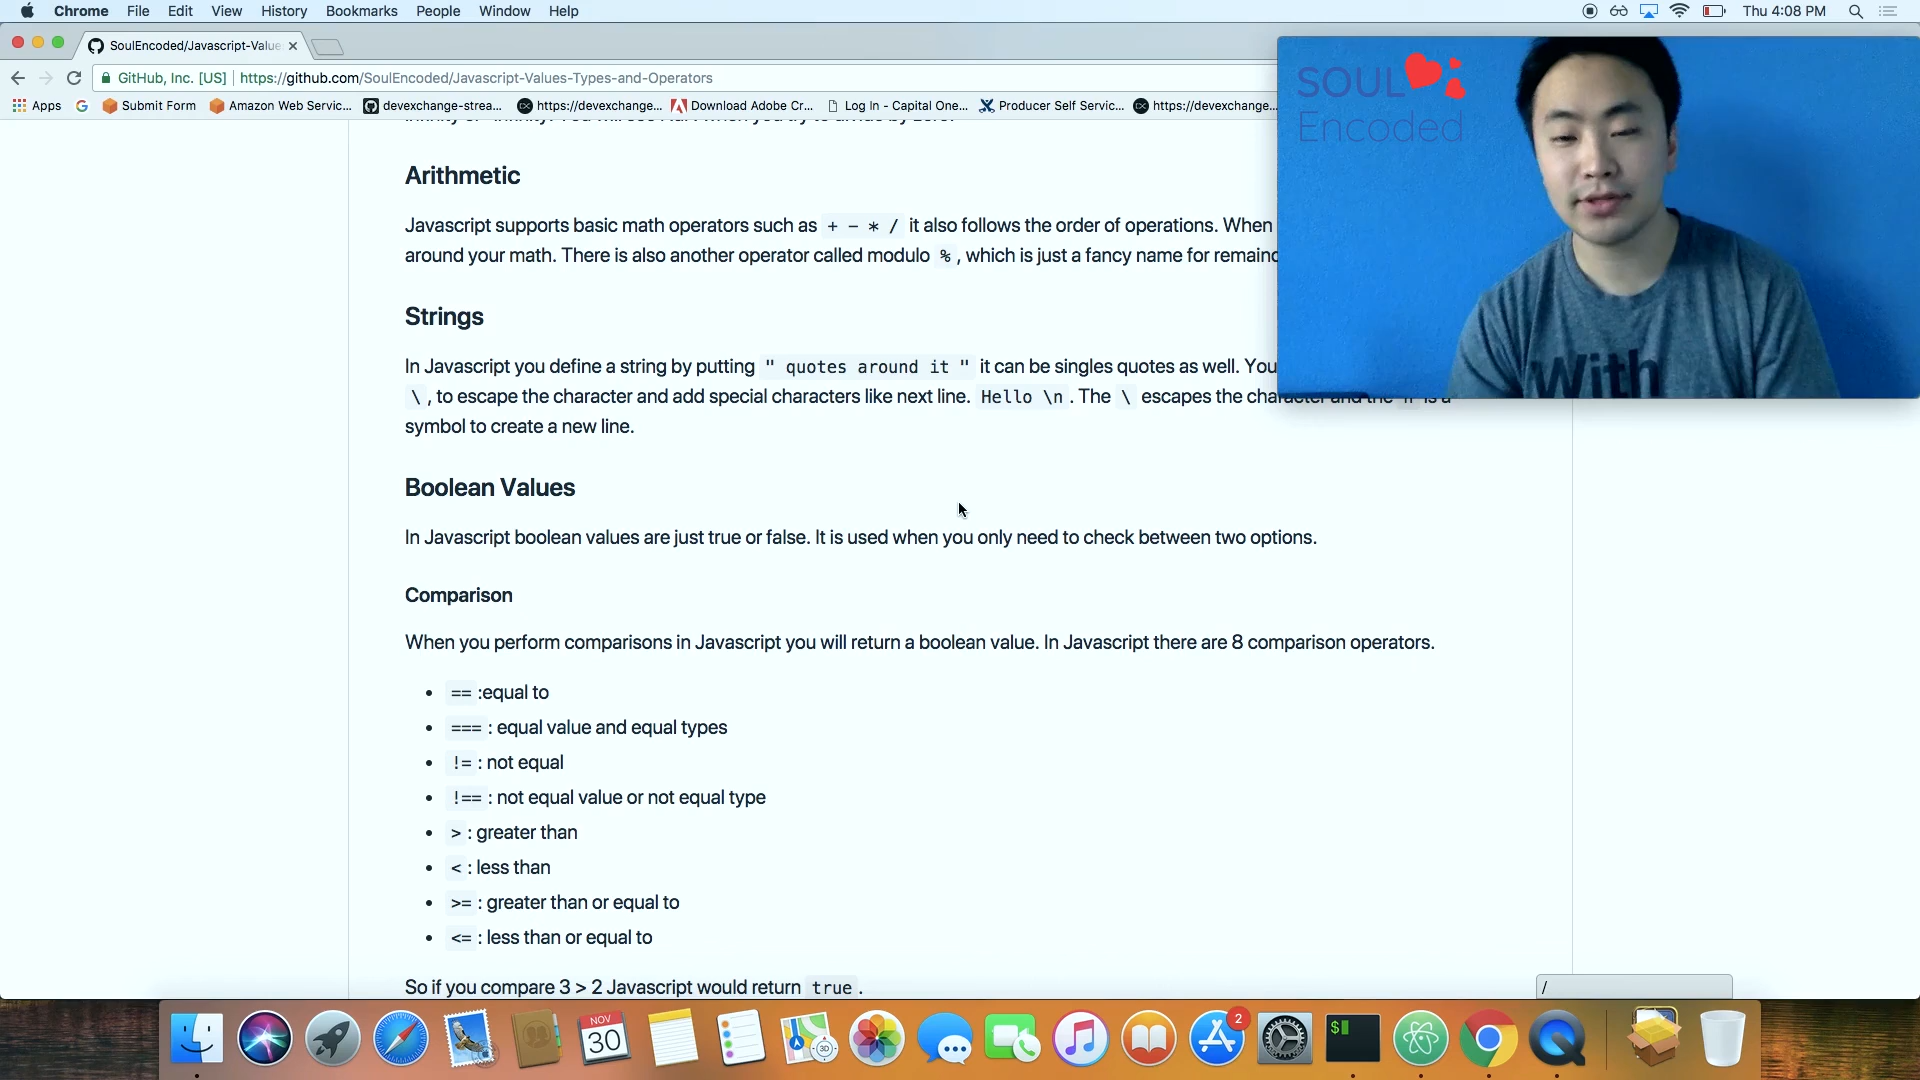 Chrome File Edit View History Bookmarks People Window Help Thu 4:08 PM
SoulEncoded/Javascript-Value
GitHub, Inc. [US] https://github.com/SoulEncoded/Javascript-Values-Types-and-Operators
Apps Submit Form Amazon Web Servic... devexchange-strea... https://devexchange... Download Adobe Cr... Log In - Capital One... Producer Self Servic... https://devexchange...
SOUL
Encoded
With
Arithmetic
Javascript supports basic math operators such as + - * / it also follows the order of operations. When
around your math. There is also another operator called modulo % , which is just a fancy name for
Strings
In Javascript you define a string by putting " quotes around it " it can be singles quotes as well. You
\ , to escape the character and add special characters like next line. Hello \n . The \ escapes the character and the n is a
symbol to create a new line.
Boolean Values
In Javascript boolean values are just true or false. It is used when you only need to check between two options.
Comparison
When you perform comparisons in Javascript you will return a boolean value. In Javascript there are 8 comparison operators.
== :equal to
=== : equal value and equal types
!= : not equal
!== : not equal value or not equal type
> : greater than
< : less than
>= : greater than or equal to
<= : less than or equal to
So if you compare 3 > 2 Javascript would return true .
/
NOV
30
30
2
$